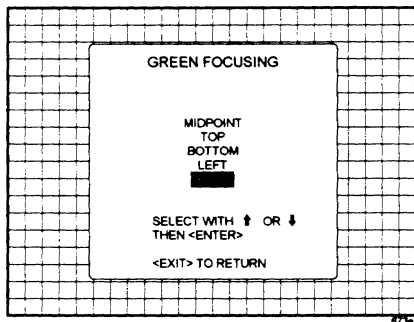 GREEN FOCUSING
MIDPOINT
TOP
BOTTOM
LEFT
SELECT WITH ⬆ OR ⬇
THEN <ENTER>
<EXIT> TO RETURN